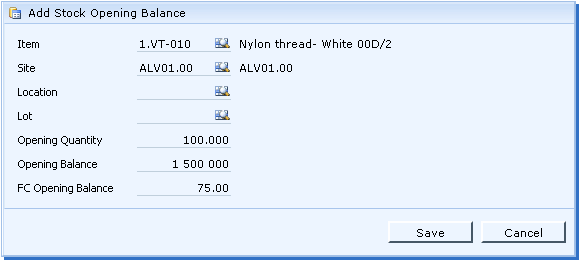 Add Stock Opening Balance
Item 1.VT-010 Nylon thread- White 00D/2
Site ALV01.00 ALV01.00
Location
Lot
Opening Quantity 100.000
Opening Balance 1 500 000
FC Opening Balance 75.00
Save Cancel